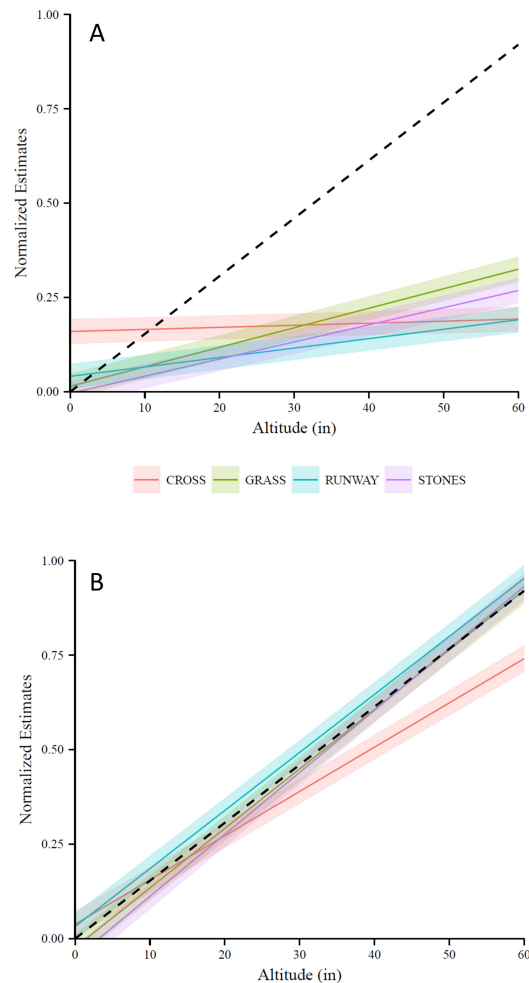 A
1.00
0.75
0.50
0.25
0.00
Normalized Estimates
0 10 20 30 40 50 60
Altitude (in)
CROSS GRASS RUNWAY STONES
B
1.00
0.75
0.50
0.25
0.00
Normalized Estimates
0 10 20 30 40 50 60
Altitude (in)